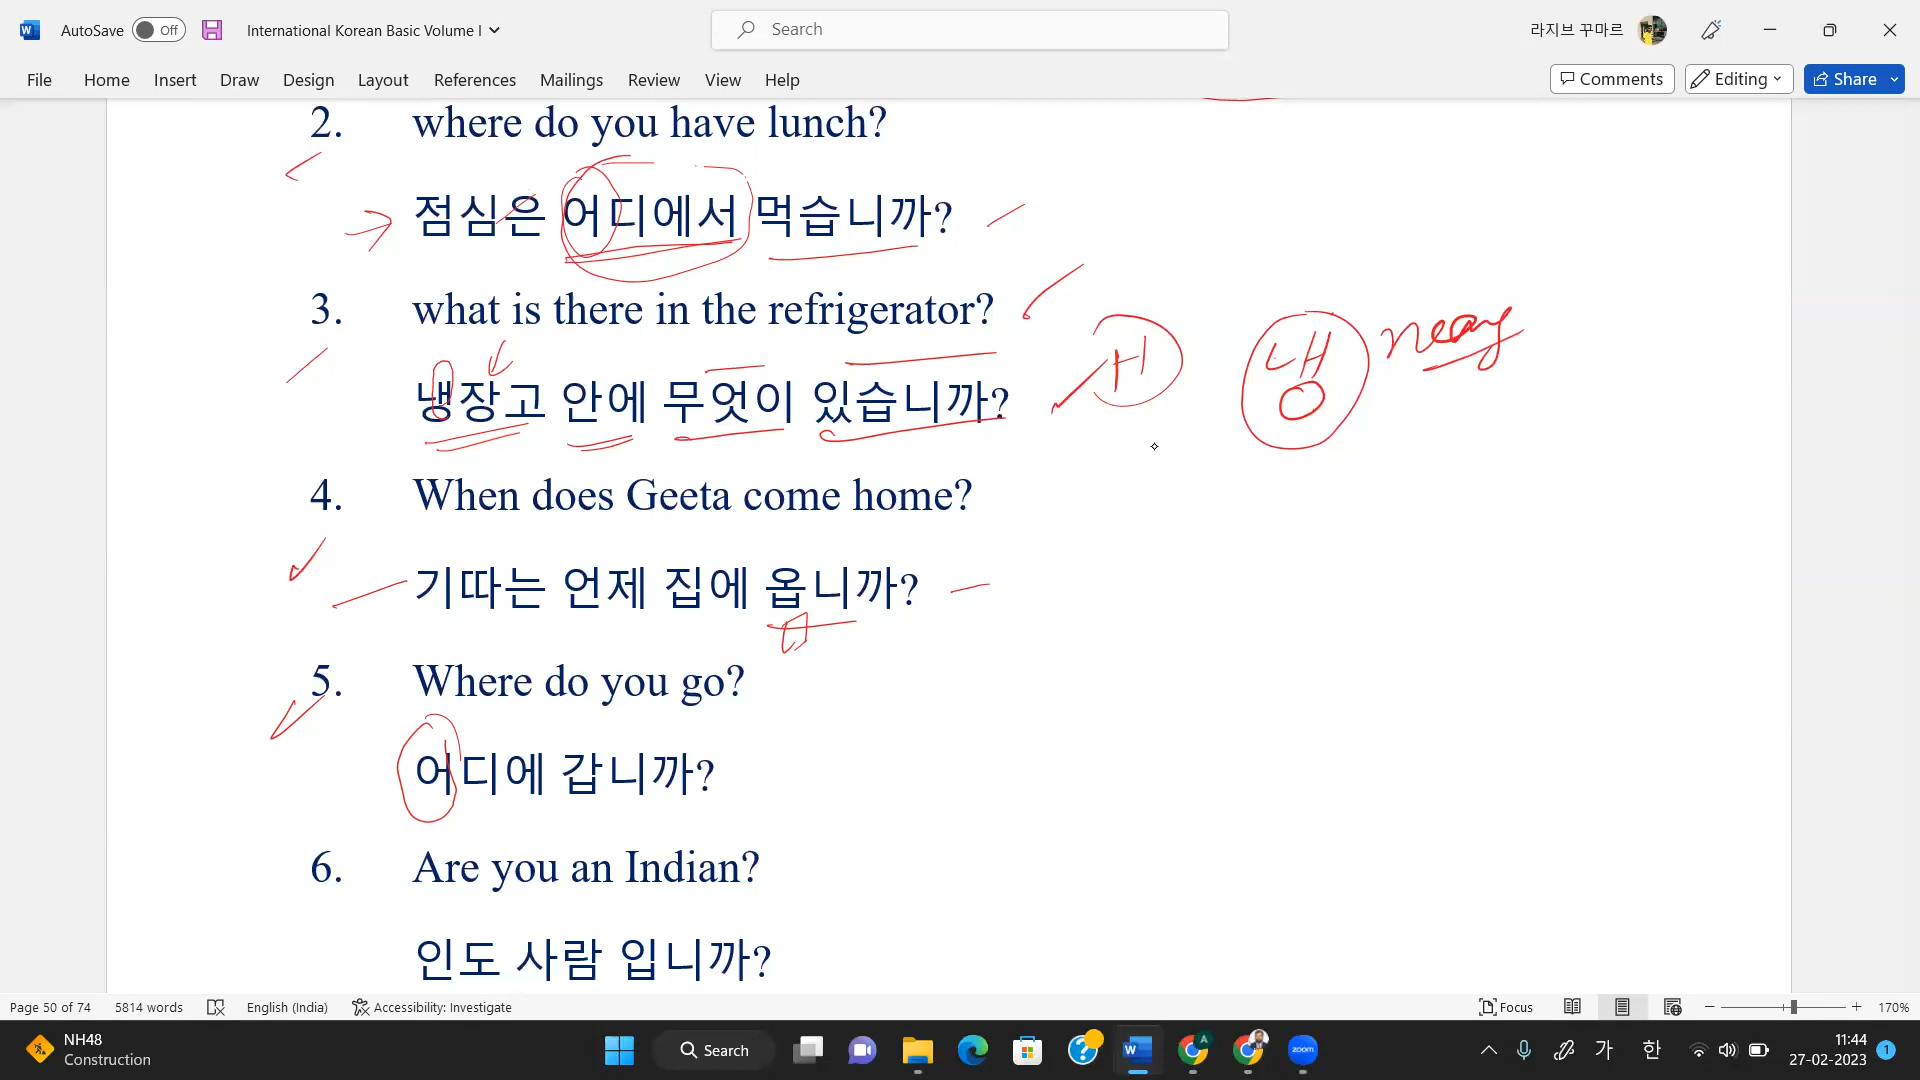 AutoSave Off International Korean Basic Volume I Search 라지브 꾸마르
File Home Insert Draw Design Layout References Mailings Review View Help Comments Editing Share
2. where do you have lunch?
점심은 어디에서 먹습니까?
3. what is there in the refrigerator?
냉장고 안에 무엇이 있습니까?
ㅐ
내ㅇ
4. When does Geeta come home?
기따는 언제 집에 옵니까?
5. Where do you go?
어디에 갑니까?
6. Are you an Indian?
인도 사람 입니까?
Page 50 of 74 5814 words English (India) Accessibility: Investigate Focus 170%
NH48
Construction
Search
zoom
가 한
11:44
27-02-2023
1